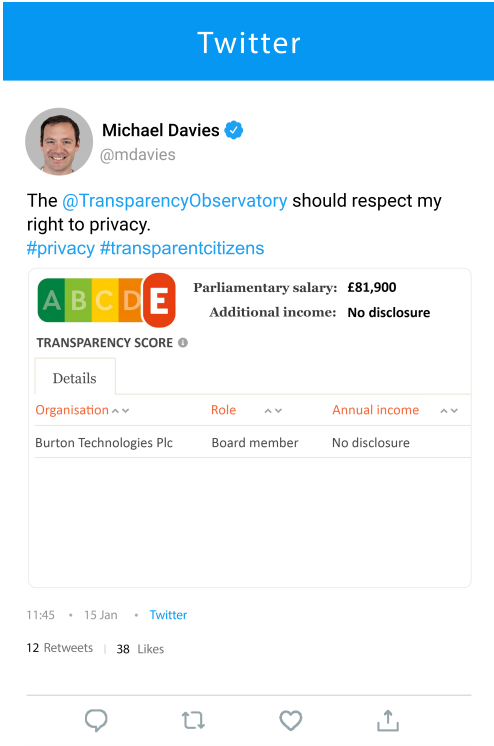 Twitter
Michael Davies
@mdavies
The @TransparencyObservatory should respect my
right to privacy.
#privacy #transparentcitizens
A B C D E
Parliamentary salary: £81,900
Additional income: No disclosure
TRANSPARENCY SCORE i
Details
Organisation Role Annual income
Burton Technologies Plc Board member No disclosure
11:45 • 15 Jan • Twitter
12 Retweets | 38 Likes